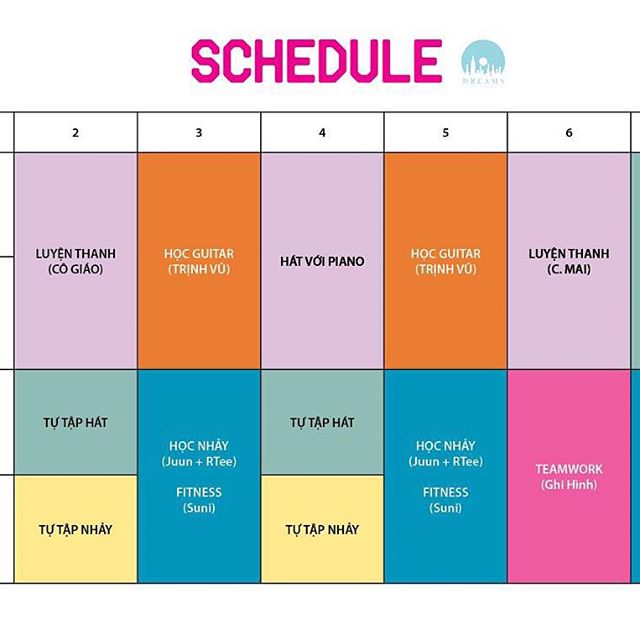 SCHEDULE
DREAMS
2 3 4 5 6
LUYỆN THANH
(CÔ GIÁO)
HỌC GUITAR
(TRỊNH VŨ)
HÁT VỚI PIANO
HỌC GUITAR
(TRỊNH VŨ)
LUYỆN THANH
(C. MAI)
TỰ TẬP HÁT
HỌC NHẢY
(Juun + RTee)
FITNESS
(Suni)
TỰ TẬP HÁT
HỌC NHẢY
(Juun + RTee)
FITNESS
(Suni)
TEAMWORK
(Ghi Hình)
TỰ TẬP NHẢY
TỰ TẬP NHẢY